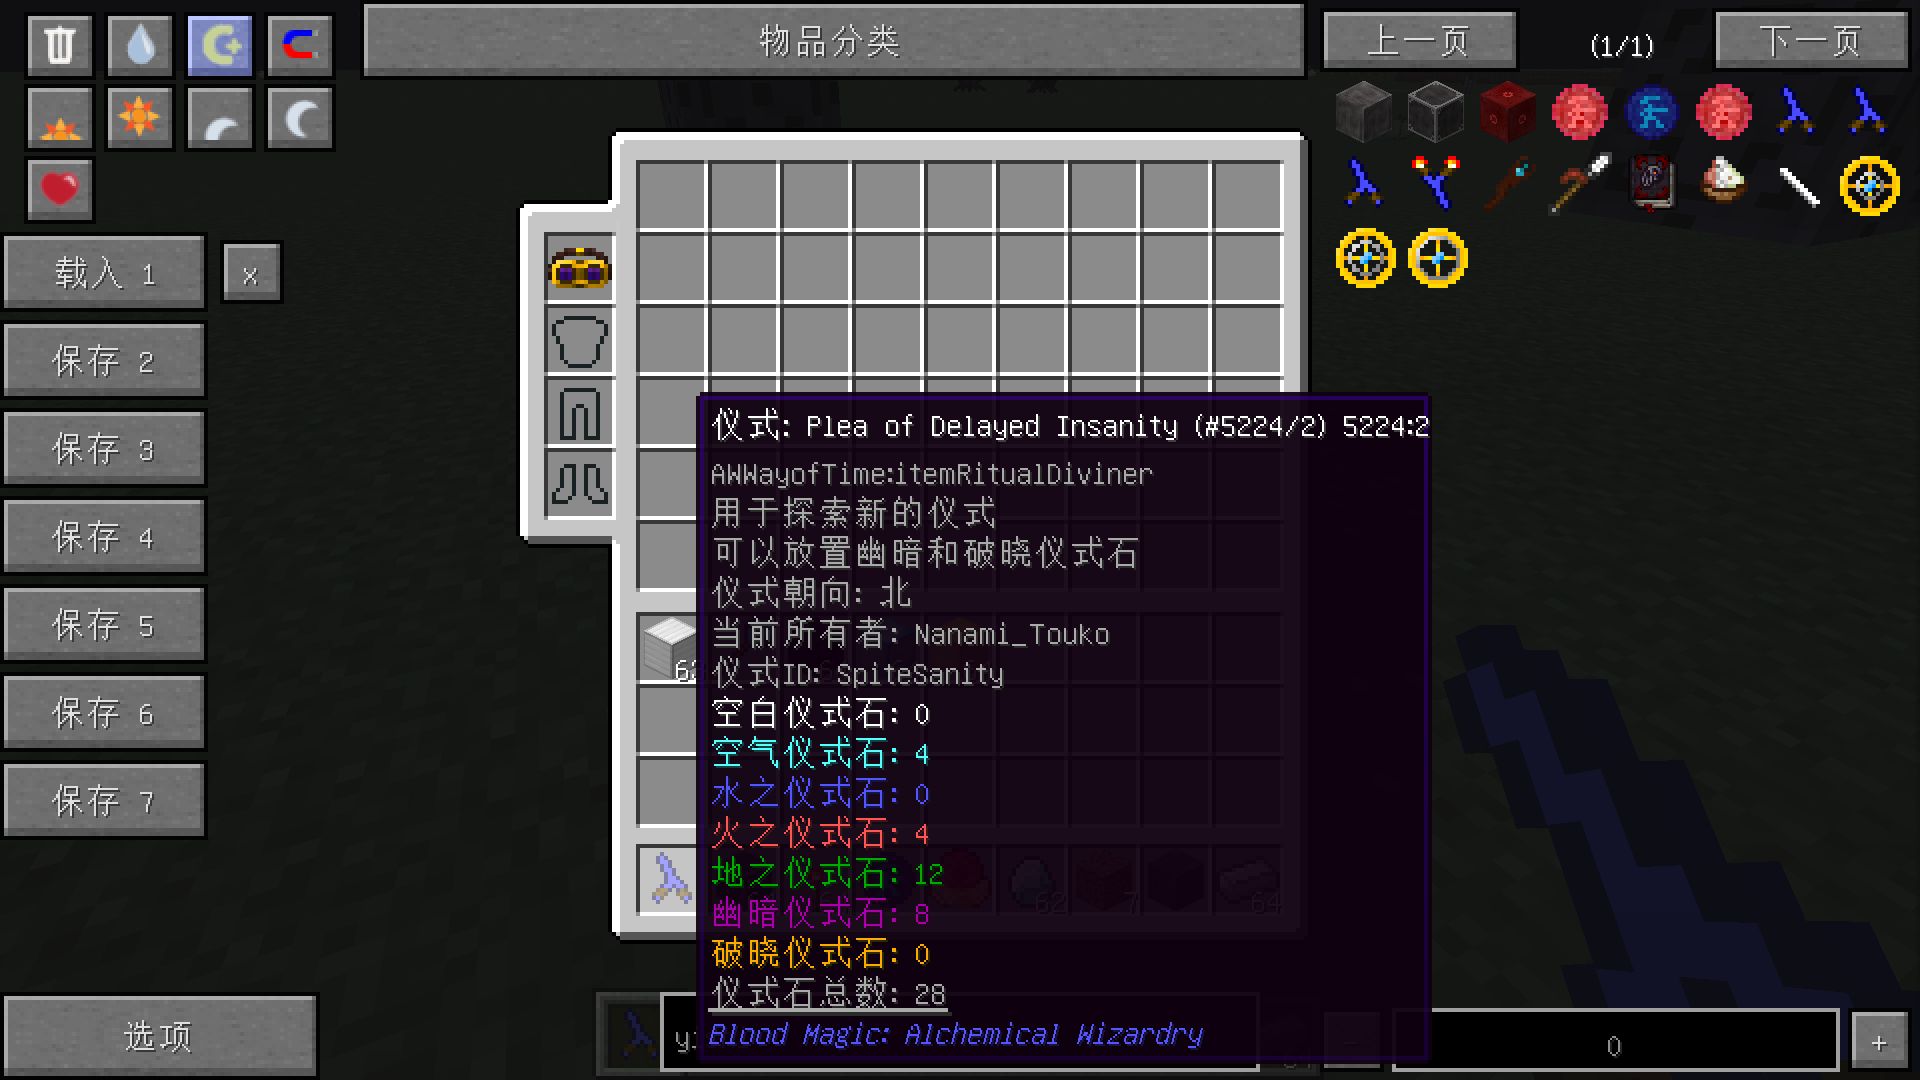 物品分类
上一页
(1/1)
下一页
载入 1
x
保存 2
保存 3
保存 4
保存 5
保存 6
保存 7
选项
仪式: Plea of Delayed Insanity (#5224/2) 5224:2
AWWayofTime:itemRitualDiviner
用于探索新的仪式
可以放置幽暗和破晓仪式石
仪式朝向: 北
当前所有者: Nanami_Touko
仪式ID: SpiteSanity
空白仪式石: 0
空气仪式石: 4
水之仪式石: 0
火之仪式石: 4
地之仪式石: 12
幽暗仪式石: 8
破晓仪式石: 0
仪式石总数: 28
Blood Magic: Alchemical Wizardry
62
7
64
0
+